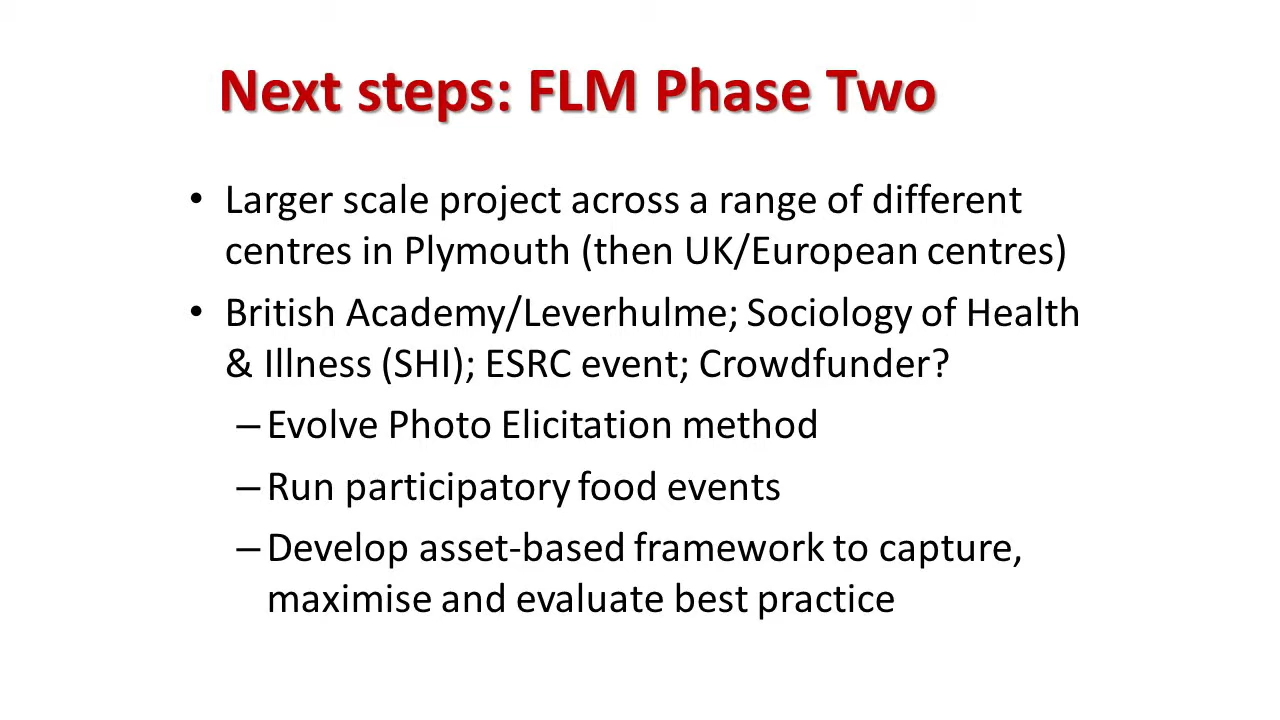 Next steps: FLM Phase Two
• Larger scale project across a range of different
centres in Plymouth (then UK/European centres)
• British Academy/Leverhulme; Sociology of Health
& Illness (SHI); ESRC event; Crowdfunder?
– Evolve Photo Elicitation method
– Run participatory food events
– Develop asset-based framework to capture,
maximise and evaluate best practice